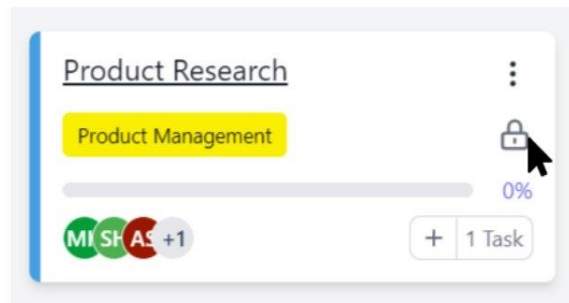 Product Research
Product Management
0%
MI SH AS +1
+ 1 Task